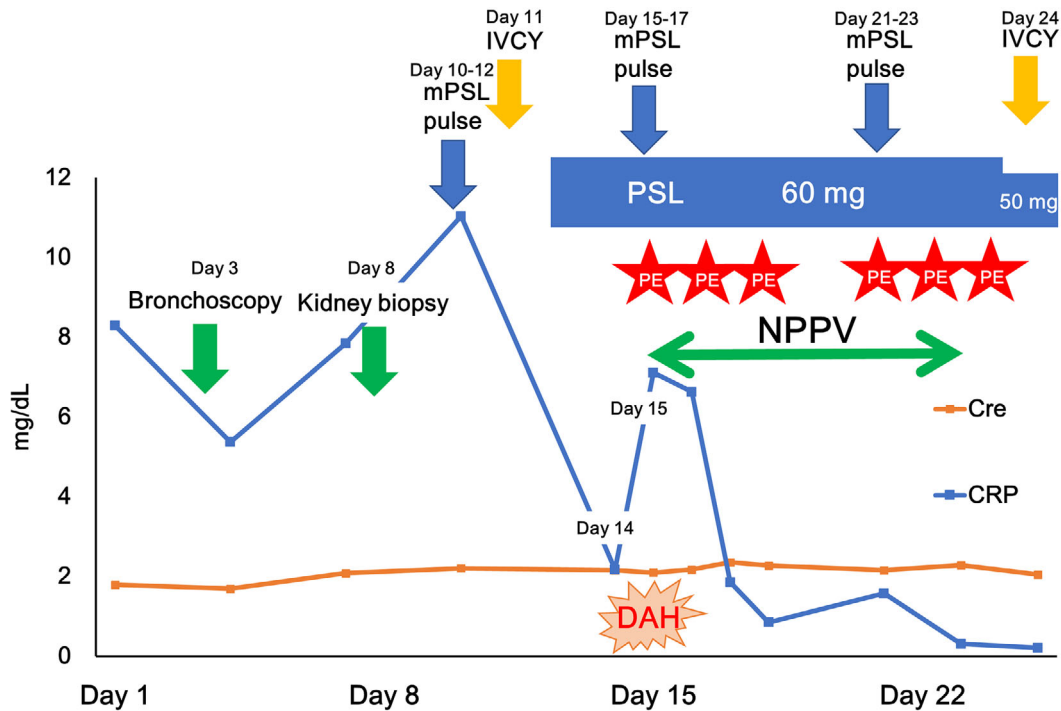 Day 11
IVCY
Day 15-17
mPSL
pulse
Day 21-23
mPSL
pulse
Day 24
IVCY
Day 10-12
mPSL
pulse
12
10
8
6
4
2
0
mg/dL
PSL 60 mg
50 mg
PE PE PE PE PE PE
Day 3
Bronchoscopy
Day 8
Kidney biopsy
NPPV
Day 15
Day 14
DAH
Cre
CRP
Day 1 Day 8 Day 15 Day 22